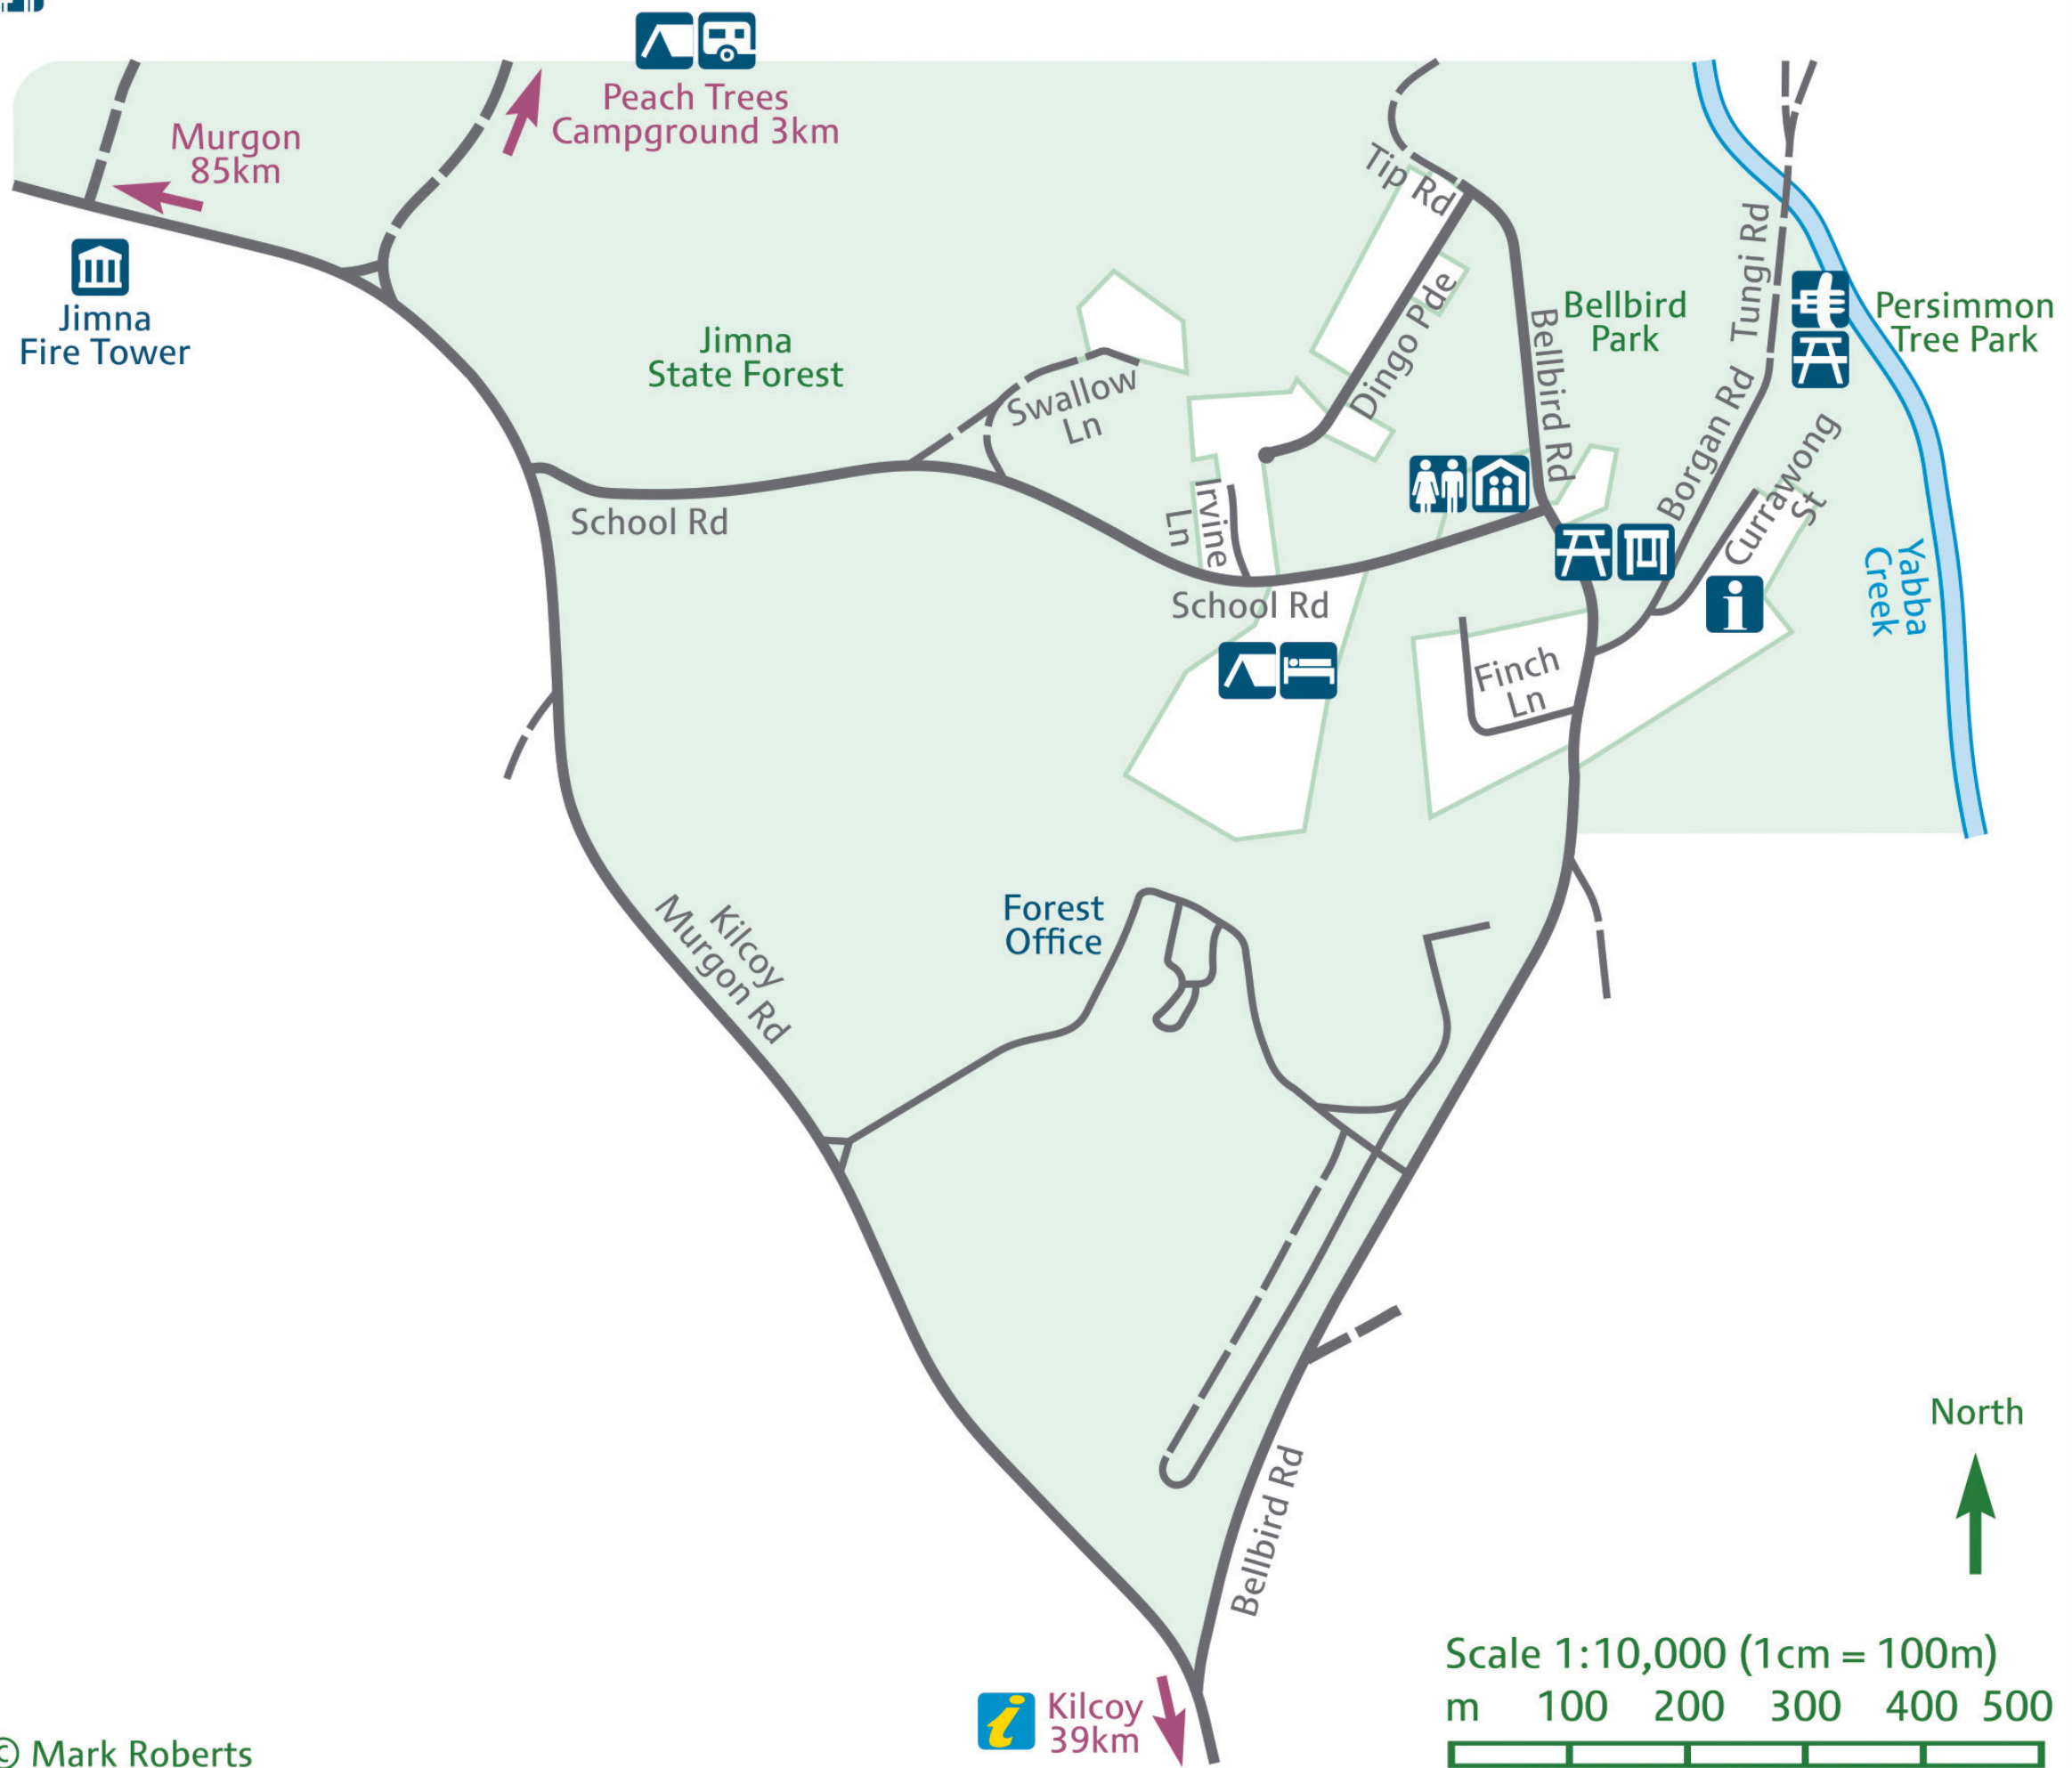 Peach Trees
Campground 3km
Murgon
85km
Jimna
Fire Tower
Jimna
State Forest
Tip Rd
Dingo Pde
Bellbird Rd
Bellbird
Park
Tungi Rd
Borgan Rd
Persimmon
Tree Park
Swallow
Ln
Currawong
St
School Rd
Irvine
Ln
School Rd
i
Yabba
Creek
Finch
Ln
Forest
Office
Kilcoy
Murgon Rd
North
Bellbird Rd
i
Kilcoy
39km
Scale 1:10,000 (1cm = 100m)
m 100 200 300 400 500
© Mark Roberts